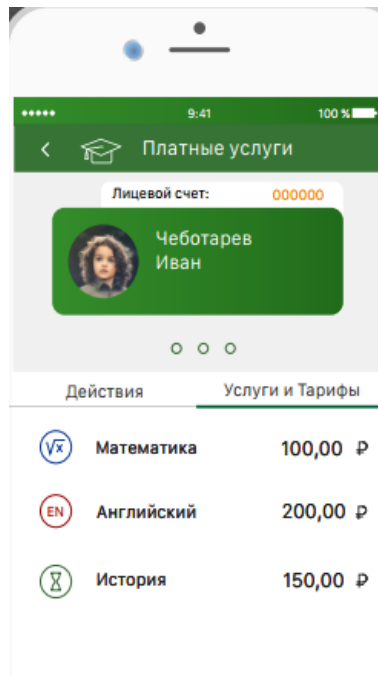 9:41 100 %
Платные услуги
Лицевой счет: 000000
Чеботарев
Иван
Действия Услуги и Тарифы
√x Математика 100,00 ₽
EN Английский 200,00 ₽
История 150,00 ₽